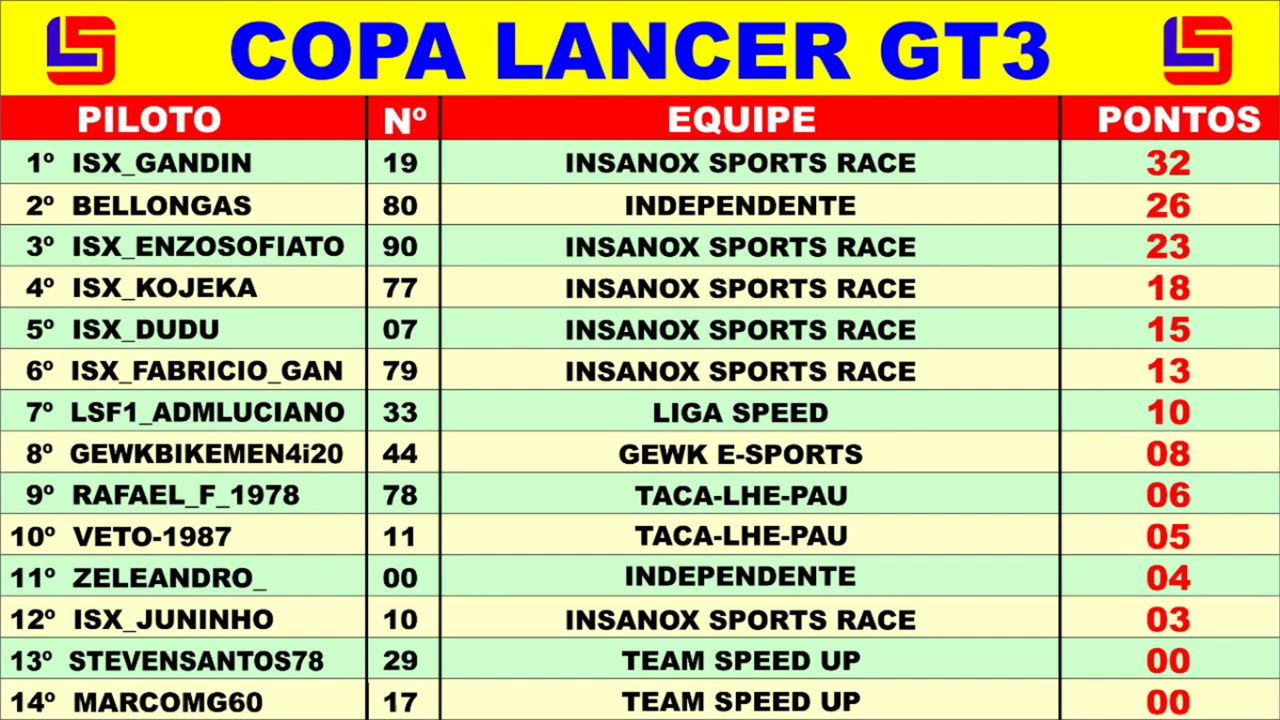 COPA LANCER GT3
PILOTO Nº EQUIPE PONTOS
1º ISX_GANDIN 19 INSANOX SPORTS RACE 32
2º BELLONGAS 80 INDEPENDENTE 26
3º ISX_ENZOSOFIATO 90 INSANOX SPORTS RACE 23
4º ISX_KOJEKA 77 INSANOX SPORTS RACE 18
5º ISX_DUDU 07 INSANOX SPORTS RACE 15
6º ISX_FABRICIO_GAN 79 INSANOX SPORTS RACE 13
7º LSF1_ADMLUCIANO 33 LIGA SPEED 10
8º GEWKBIKEMEN4i20 44 GEWK E-SPORTS 08
9º RAFAEL_F_1978 78 TACA-LHE-PAU 06
10º VETO-1987 11 TACA-LHE-PAU 05
11º ZELEANDRO_ 00 INDEPENDENTE 04
12º ISX_JUNINHO 10 INSANOX SPORTS RACE 03
13º STEVENSANTOS78 29 TEAM SPEED UP 00
14º MARCOMG60 17 TEAM SPEED UP 00